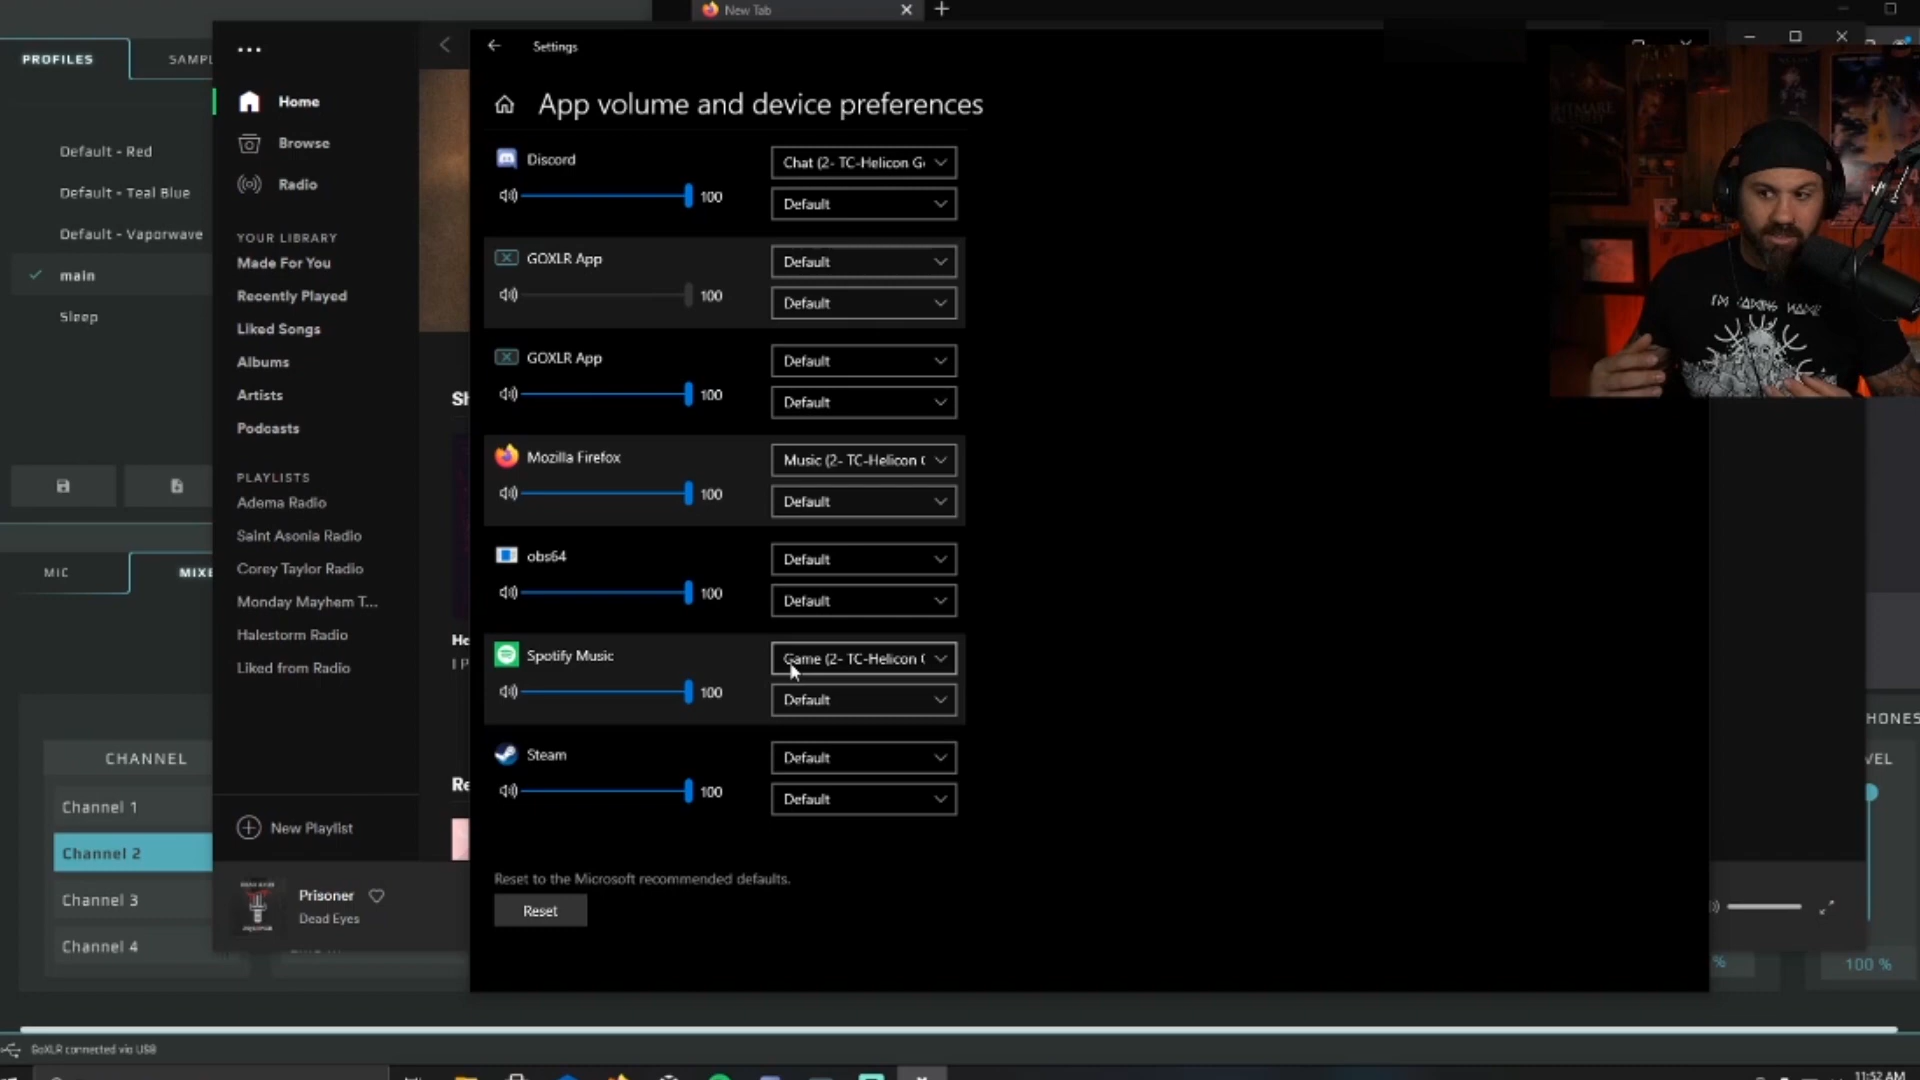 New Tab
PROFILES
SAMPL
Default - Red
Default - Teal Blue
Default - Vaporwave
main
Sleep
MIC
MIXE
CHANNEL
Channel 1
Channel 2
Channel 3
Channel 4
GoXLR connected via USB
Home
Browse
Radio
YOUR LIBRARY
Made For You
Recently Played
Liked Songs
Albums
Artists
Podcasts
PLAYLISTS
Adema Radio
Saint Asonia Radio
Corey Taylor Radio
Monday Mayhem T...
Halestorm Radio
Liked from Radio
New Playlist
Prisoner
Dead Eyes
Sh
He
I P
Re
Settings
App volume and device preferences
Discord
Chat (2- TC-Helicon G
100
Default
GOXLR App
Default
100
Default
GOXLR App
Default
100
Default
Mozilla Firefox
Music (2- TC-Helicon
100
Default
obs64
Default
100
Default
Spotify Music
Game (2- TC-Helicon
100
Default
Steam
Default
100
Default
Reset to the Microsoft recommended defaults.
Reset
HONES
VEL
%
100 %
11:52 AM